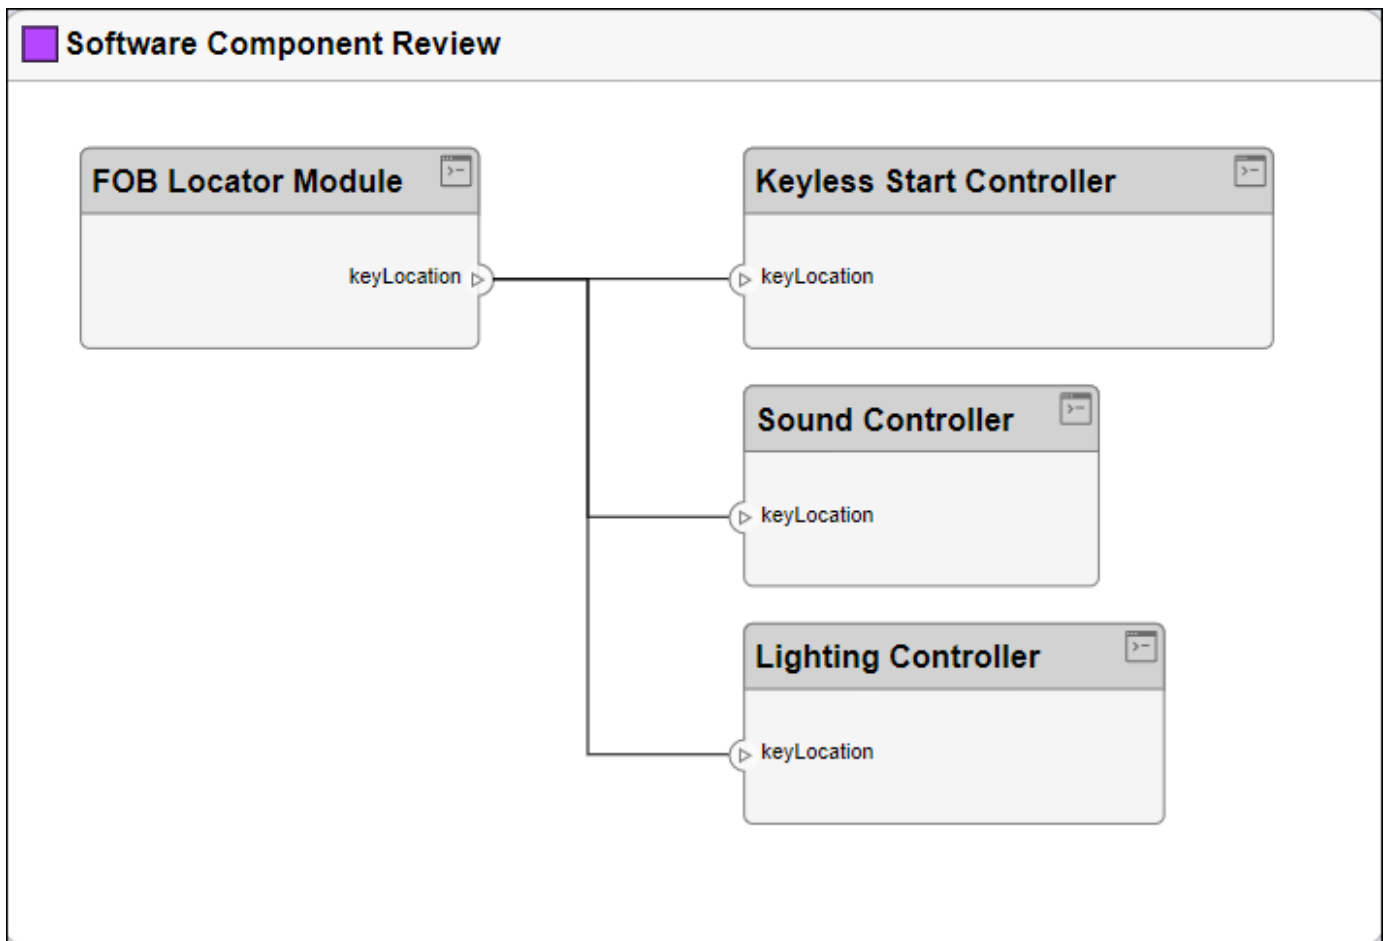 Software Component Review
FOB Locator Module
keyLocation
Keyless Start Controller
keyLocation
Sound Controller
keyLocation
Lighting Controller
keyLocation